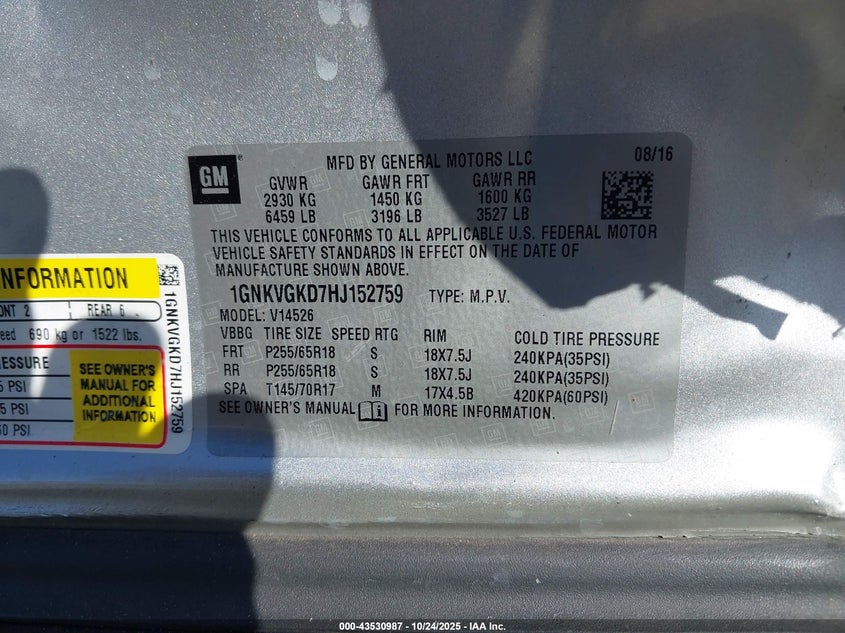 GM
MFD BY GENERAL MOTORS LLC 08/16
GVWR GAWR FRT GAWR RR
2930 KG 1450 KG 1600 KG
6459 LB 3196 LB 3527 LB
THIS VEHICLE CONFORMS TO ALL APPLICABLE U.S. FEDERAL MOTOR
VEHICLE SAFETY STANDARDS IN EFFECT ON THE DATE OF
MANUFACTURE SHOWN ABOVE.
1GNKVGKD7HJ152759 TYPE: M.P.V.
MODEL: V14526
VBBG TIRE SIZE SPEED RTG RIM COLD TIRE PRESSURE
FRT P255/65R18 S 18X7.5J 240KPA(35PSI)
RR P255/65R18 S 18X7.5J 240KPA(35PSI)
SPA T145/70R17 M 17X4.5B 420KPA(60PSI)
SEE OWNER'S MANUAL FOR MORE INFORMATION.
NFORMATION
ONT 2 REAR 6
eed 690 kg or 1522 lbs.
RESSURE
5 PSI
5 PSI
60 PSI
SEE OWNER'S
MANUAL FOR
ADDITIONAL
INFORMATION
1GNKVGKD7HJ152759
000-43530987 - 10/24/2025 - IAA Inc.